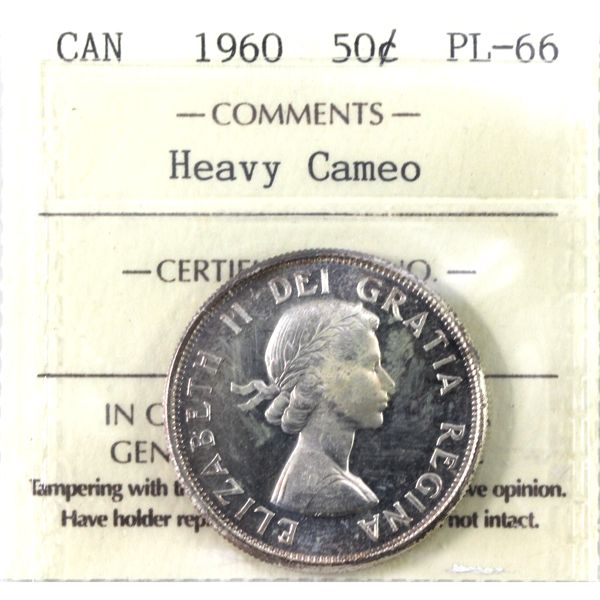 CAN 1960 50¢ PL-66
— COMMENTS —
Heavy Cameo
— CERTIF O. —
ELIZABETH II DEI GRATIA REGINA
IN
GEN
Tampering with ve opinion.
Have holder rep not intact.